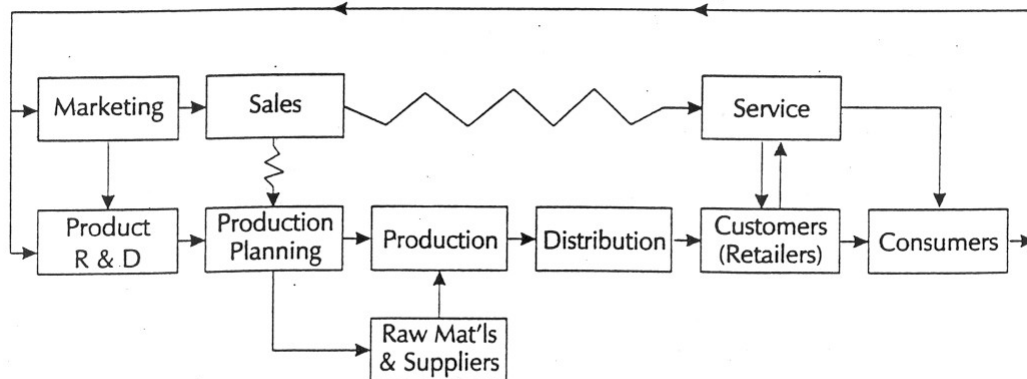 Marketing
Sales
Service
Product
R & D
Production
Planning
Production
Distribution
Customers
(Retailers)
Consumers
Raw Mat'ls
& Suppliers